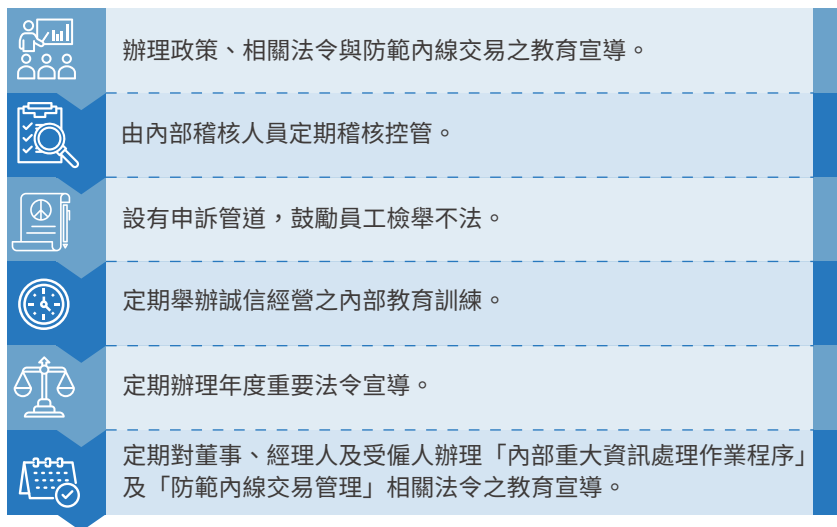 辦理政策、相關法令與防範內線交易之教育宣導。
由內部稽核人員定期稽核控管。
設有申訴管道，鼓勵員工檢舉不法。
定期舉辦誠信經營之內部教育訓練。
定期辦理年度重要法令宣導。
定期對董事、經理人及受僱人辦理「內部重大資訊處理作業程序」
及「防範內線交易管理」相關法令之教育宣導。